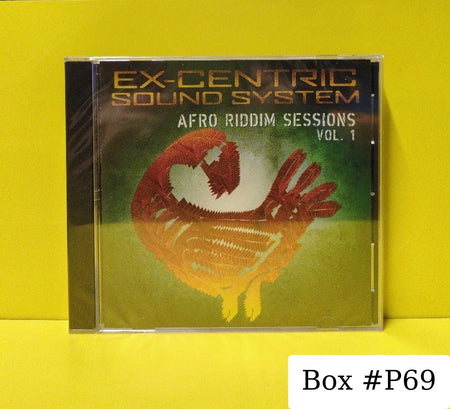 EX-CENTRIC
SOUND SYSTEM
AFRO RIDDIM SESSIONS
VOL. 1
Box #P69